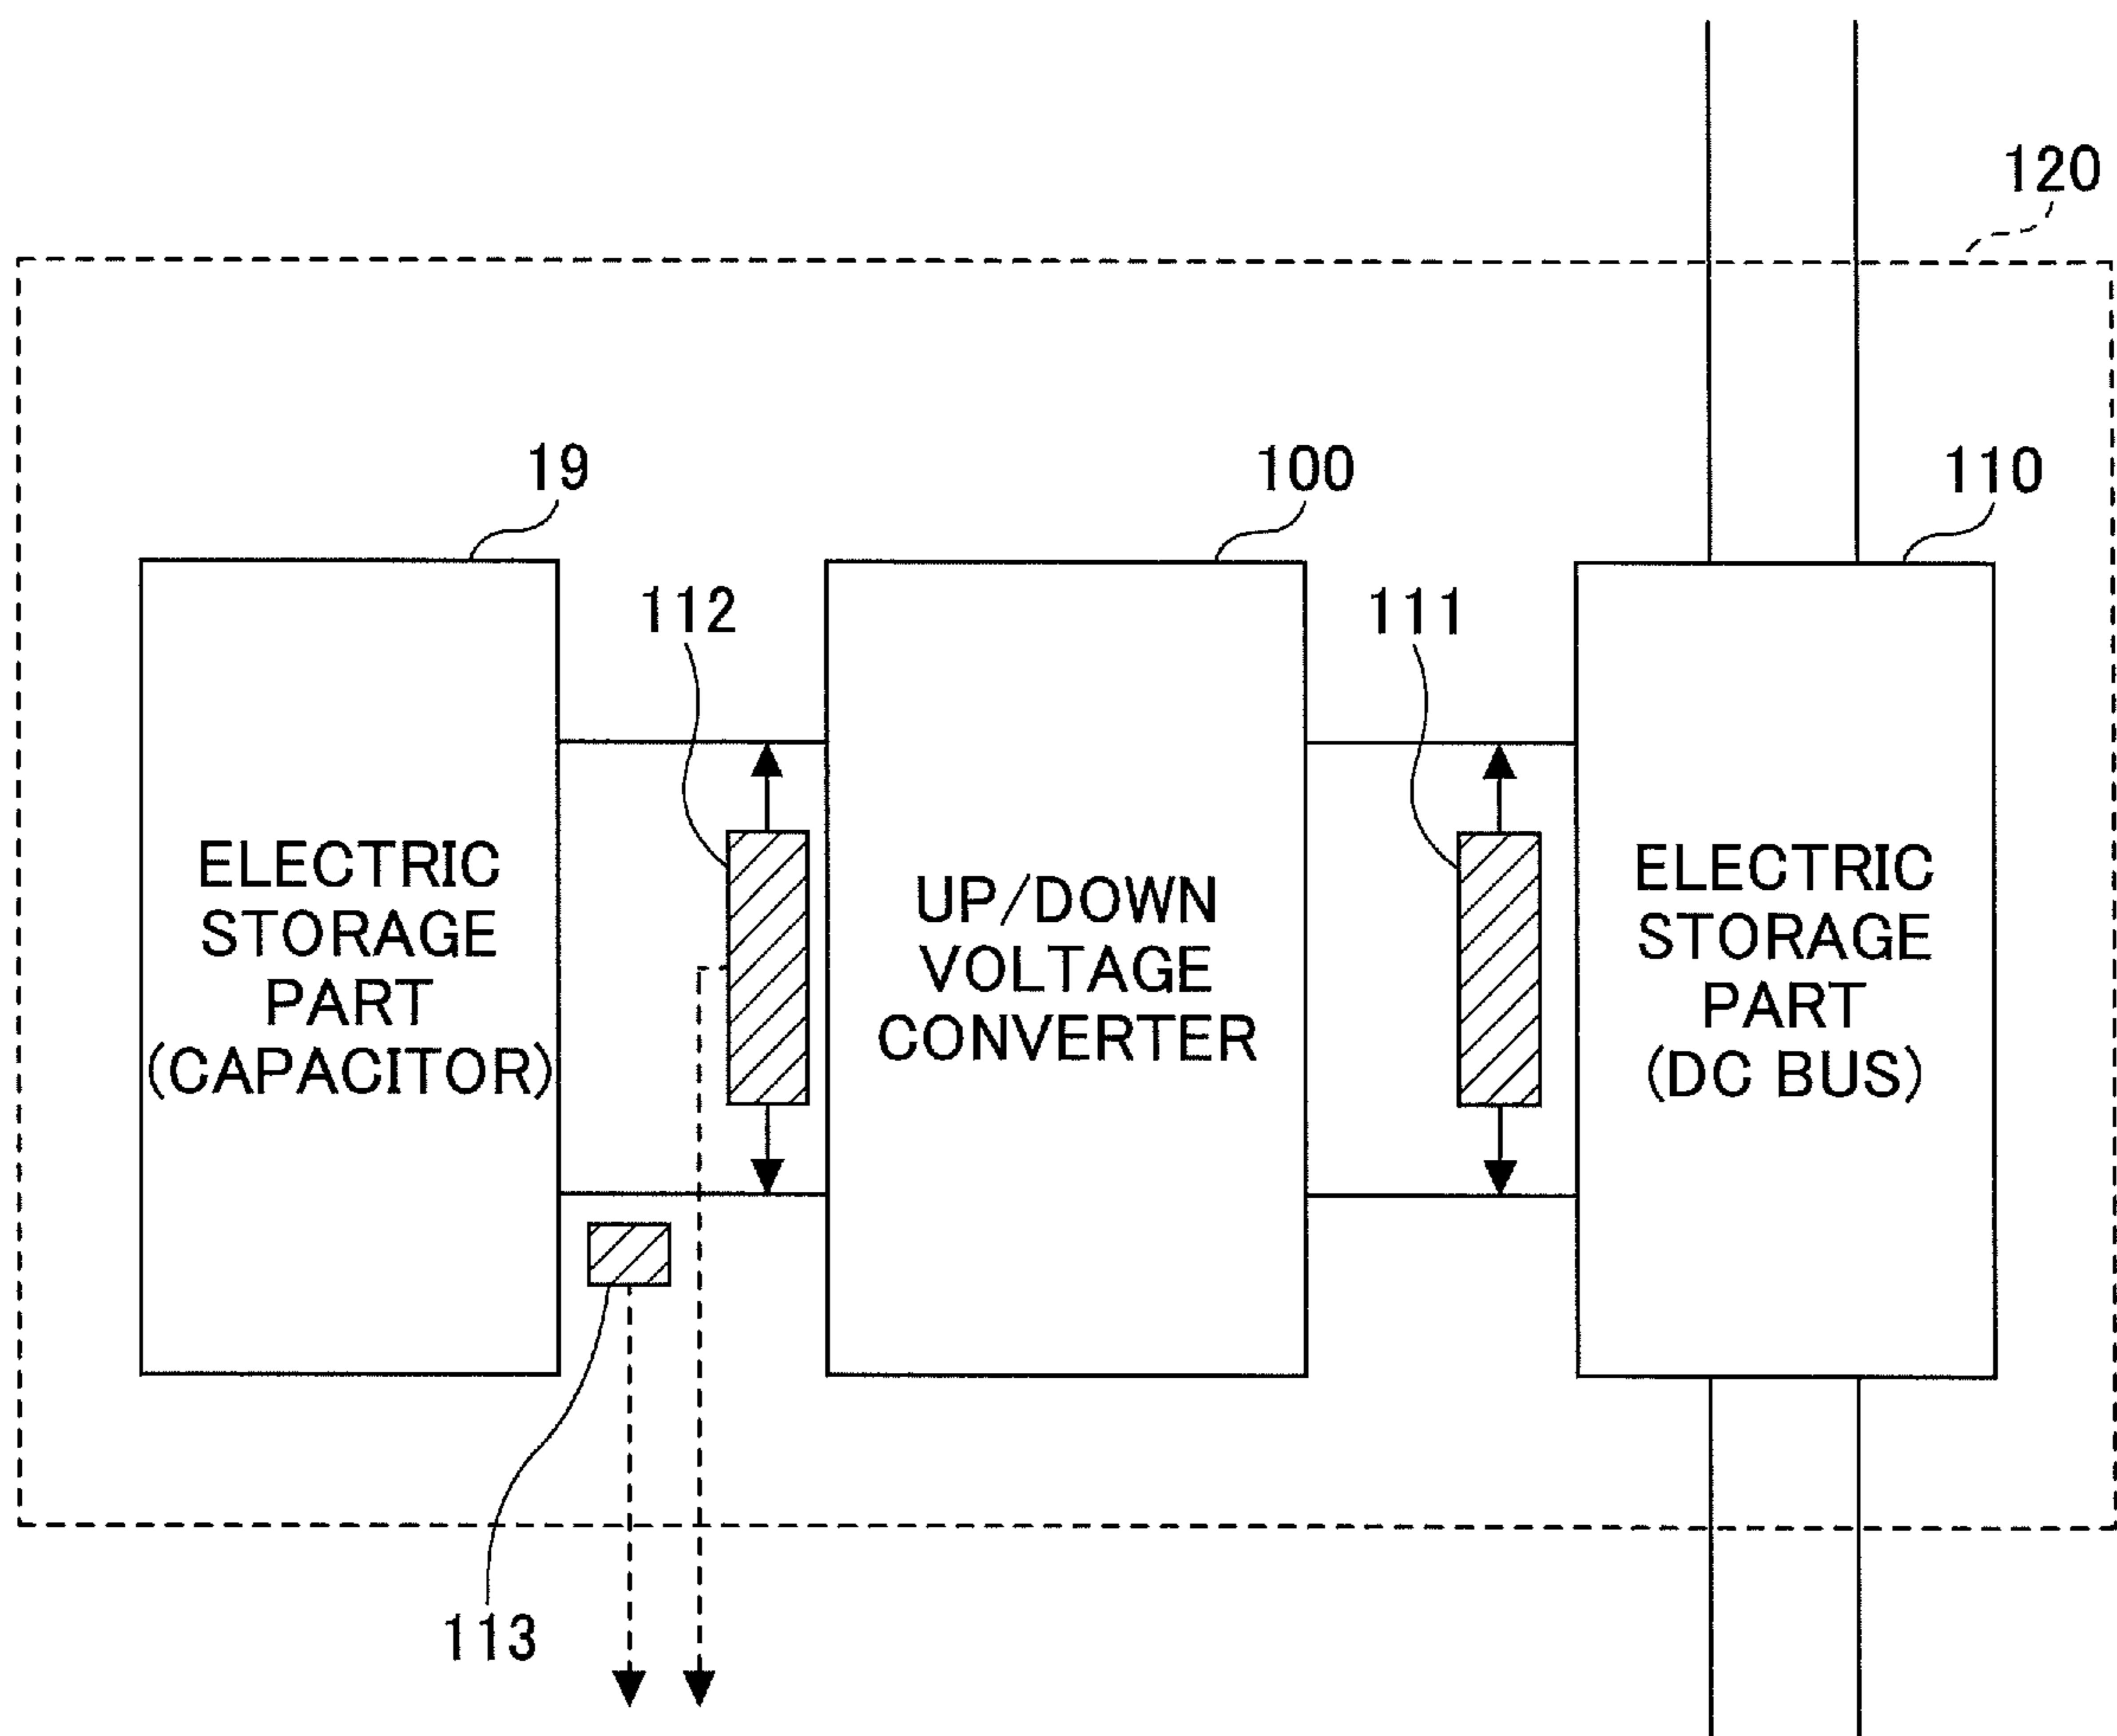 120
19
100
110
112
111
ELECTRIC
STORAGE
PART
(CAPACITOR)
UP/DOWN
VOLTAGE
CONVERTER
ELECTRIC
STORAGE
PART
(DC BUS)
113